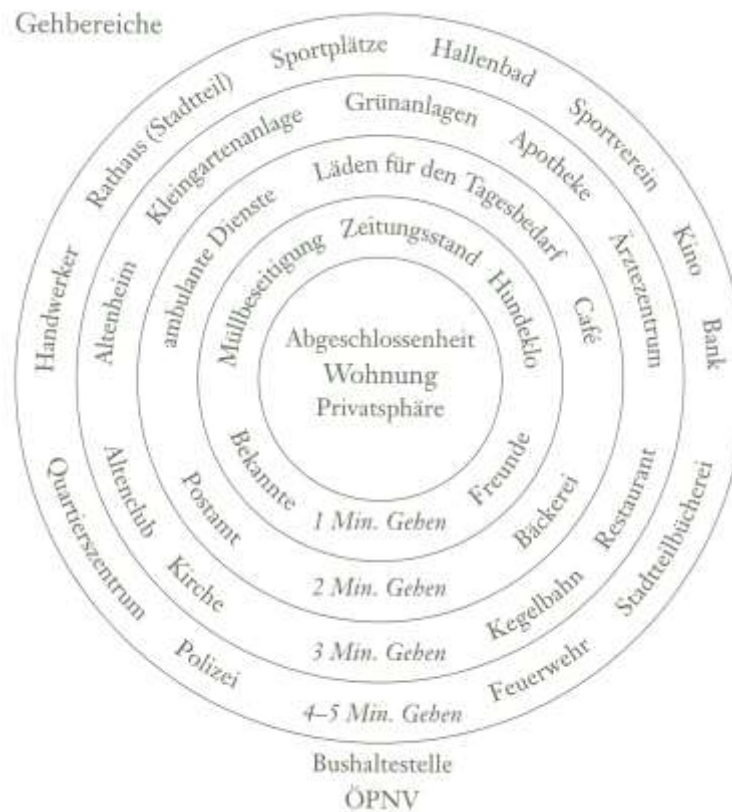 Gehbereiche
Handwerker
Rathaus (Stadtteil)
Sportplätze
Hallenbad
Sportverein
Kino
Bank
Altenheim
Kleingartenanlage
Grünanlagen
Apotheke
Ärztezentrum
ambulante Dienste
Läden für den Tagesbedarf
Café
Müllbeseitigung
Zeitungsstand
Hundeklo
Abgeschlossenheit
Wohnung
Privatsphäre
Bekannte
Freunde
1 Min. Gehen
Postamt
Bäckerei
2 Min. Gehen
Altenclub
Kirche
Kegelbahn
Restaurant
3 Min. Gehen
Quartierszentrum
Polizei
Feuerwehr
Stadtteilbücherei
4–5 Min. Gehen
Bushaltestelle
ÖPNV